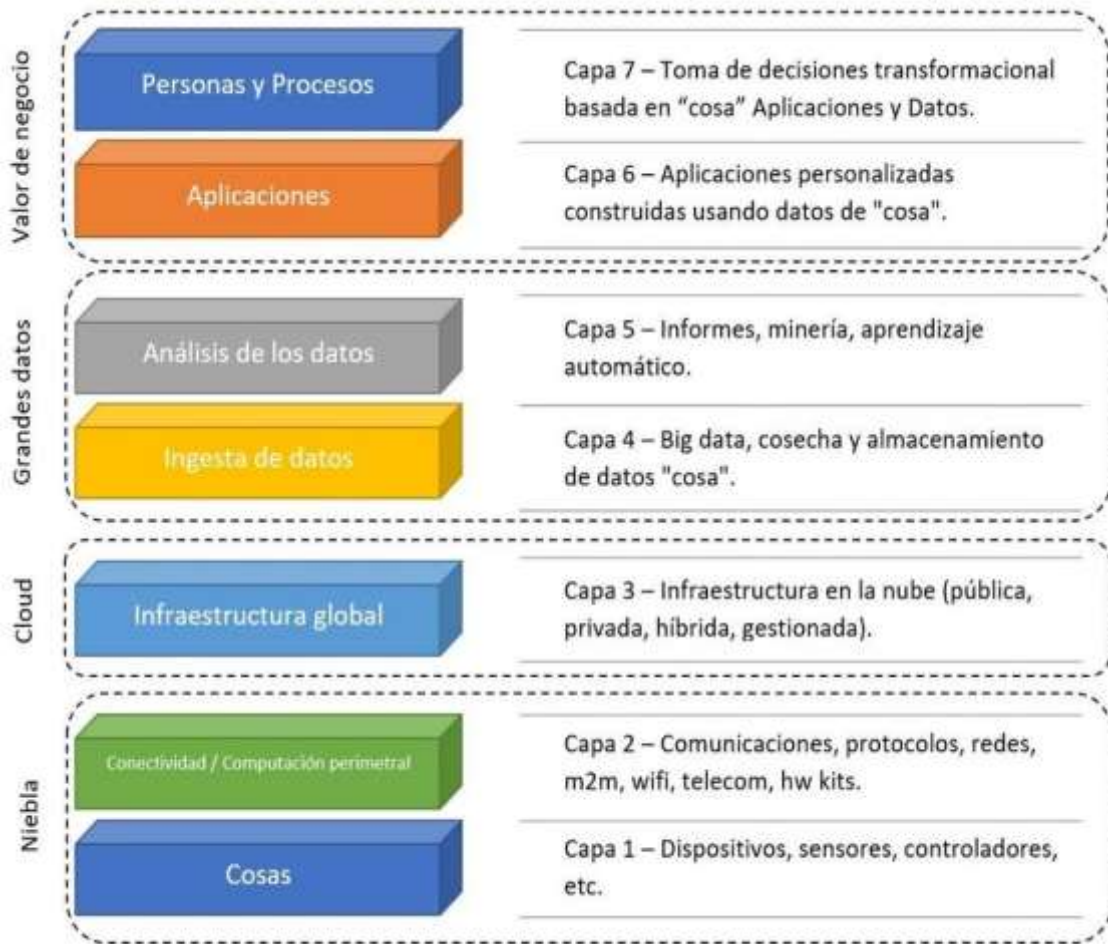 Valor de negocio
Personas y Procesos
Capa 7 – Toma de decisiones transformacional
basada en “cosa” Aplicaciones y Datos.
Aplicaciones
Capa 6 – Aplicaciones personalizadas
construidas usando datos de "cosa".
Grandes datos
Análisis de los datos
Capa 5 – Informes, minería, aprendizaje
automático.
Ingesta de datos
Capa 4 – Big data, cosecha y almacenamiento
de datos "cosa".
Cloud
Infraestructura global
Capa 3 – Infraestructura en la nube (pública,
privada, híbrida, gestionada).
Niebla
Conectividad / Computación perimetral
Capa 2 – Comunicaciones, protocolos, redes,
m2m, wifi, telecom, hw kits.
Cosas
Capa 1 – Dispositivos, sensores, controladores,
etc.